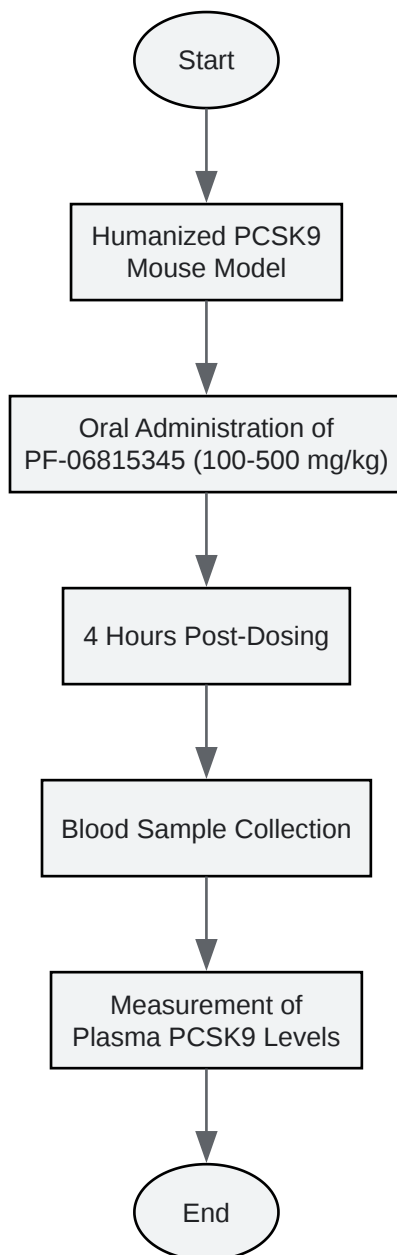 Start
Humanized PCSK9
Mouse Model
Oral Administration of
PF-06815345 (100-500 mg/kg)
4 Hours Post-Dosing
Blood Sample Collection
Measurement of
Plasma PCSK9 Levels
End